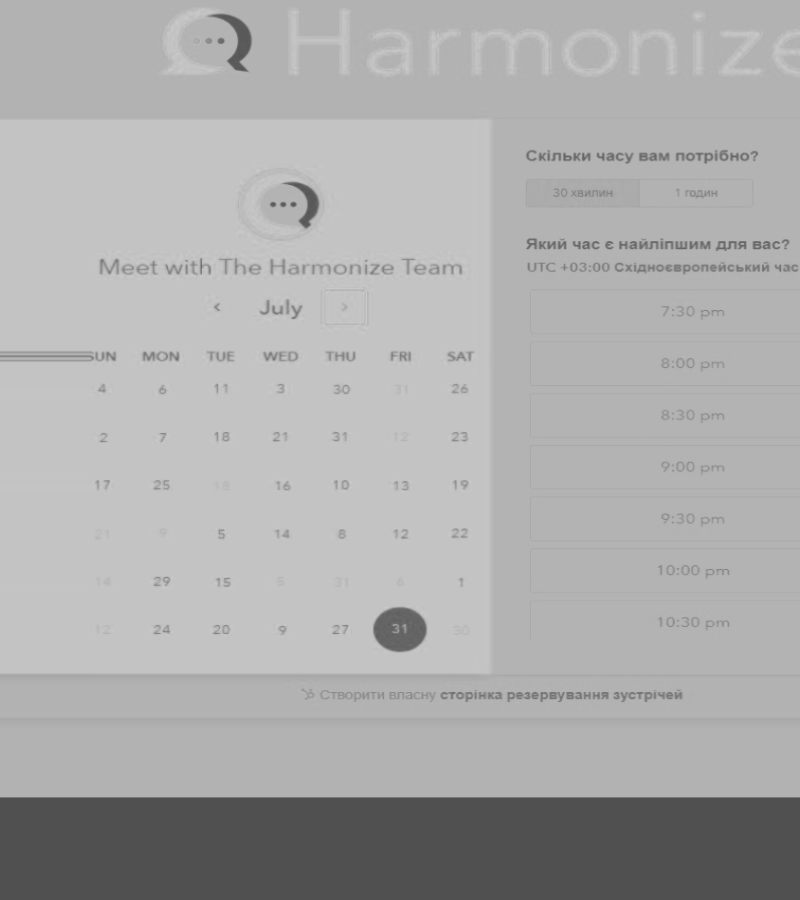 Harmonize
Meet with The Harmonize Team
July
SUN MON TUE WED THU FRI SAT
4 6 11 3 30 31 26
2 7 18 21 31 12 23
17 25 18 16 10 13 19
21 9 5 14 8 12 22
14 29 15 5 31 6 1
12 24 20 9 27 31 30
Скільки часу вам потрібно?
30 хвилин 1 годин
Який час є найліпшим для вас?
UTC +03:00 Східноєвропейський час
7:30 pm
8:00 pm
8:30 pm
9:00 pm
9:30 pm
10:00 pm
10:30 pm
Створити власну сторінка резервування зустрічей